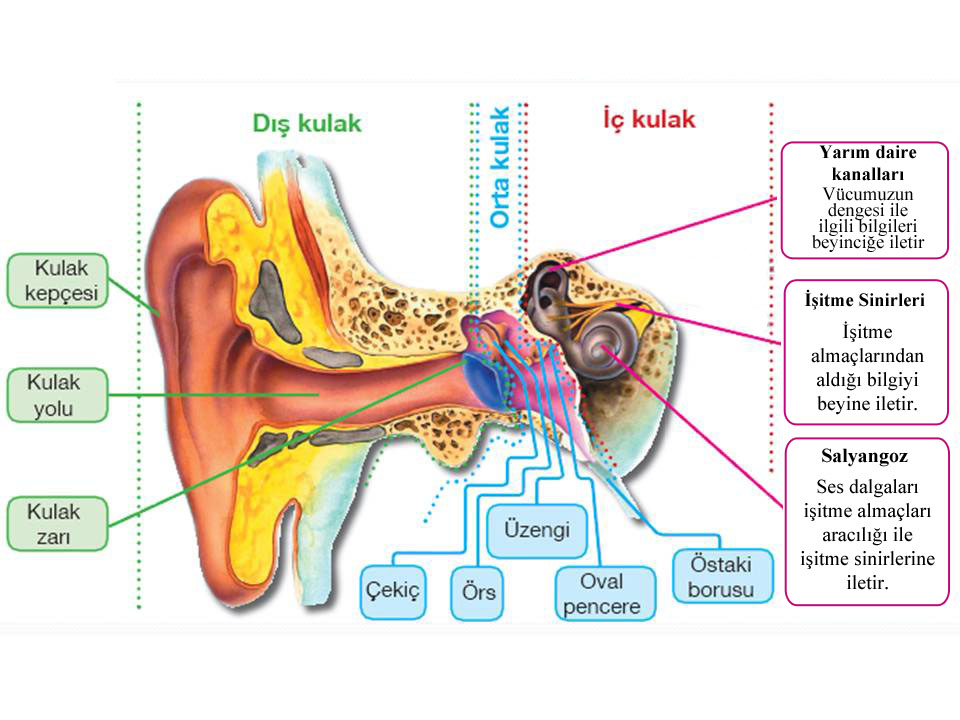 Dış kulak
Orta kulak
İç kulak
Kulak
kepçesi
Kulak
yolu
Kulak
zarı
Çekiç
Örs
Üzengi
Oval
pencere
Östaki
borusu
Yarım daire
kanalları
Vücumuzun
dengesi ile
ilgili bilgileri
beyinciğe iletir
İşitme Sinirleri
İşitme
almaçlarından
aldığı bilgiyi
beyine iletir.
Salyangoz
Ses dalgaları
işitme almaçları
aracılığı ile
işitme sinirlerine
iletir.